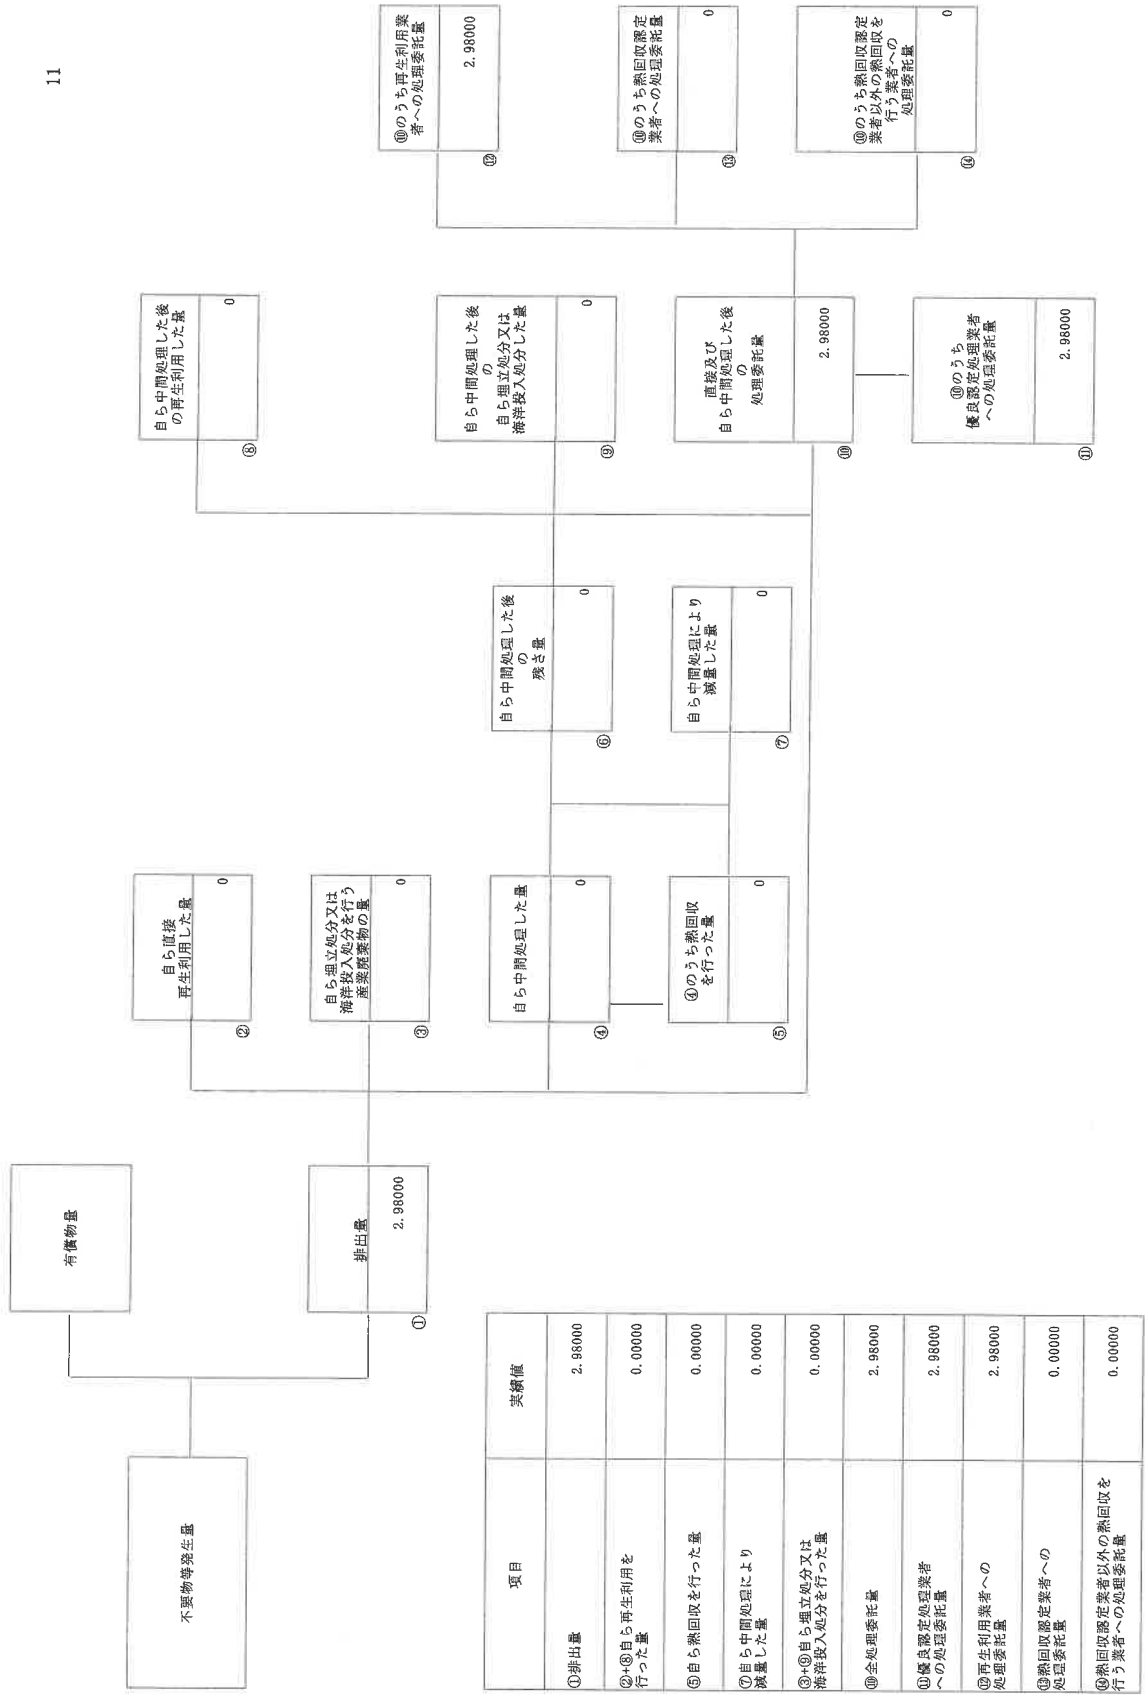 11
不要物等発生量
有償物量
①
排出量
2.98000
②
自ら直接
再生利用した量
0
③
自ら埋立処分又は
海洋投入処分を行う
産業廃棄物の量
0
④
自ら中間処理した量
0
⑤
④のうち熱回収
を行った量
0
⑥
自ら中間処理した後
の
残さ量
0
⑦
自ら中間処理により
減量した量
0
⑧
自ら中間処理した後
の再生利用した量
0
⑨
自ら中間処理した後
の
自ら埋立処分又は
海洋投入処分した量
0
⑩
直接及び
自ら中間処理した後
の
処理委託量
2.98000
⑪
⑩のうち
優良認定処理業者
への処理委託量
2.98000
⑫
⑩のうち再生利用業
者への処理委託量
2.98000
⑬
⑩のうち熱回収認定
業者への処理委託量
0
⑭
⑩のうち熱回収認定
業者以外の熱回収を
行う業者への
処理委託量
0
項目 実績値
①排出量 2.98000
②+⑧自ら再生利用を
行った量 0.00000
⑤自ら熱回収を行った量 0.00000
⑦自ら中間処理により
減量した量 0.00000
③+⑨自ら埋立処分又は
海洋投入処分を行った量 0.00000
⑩全処理委託量 2.98000
⑪優良認定処理業者
への処理委託量 2.98000
⑫再生利用業者への
処理委託量 2.98000
⑬熱回収認定業者への
処理委託量 0.00000
⑭熱回収認定業者以外の熱回収を
行う業者への処理委託量 0.00000